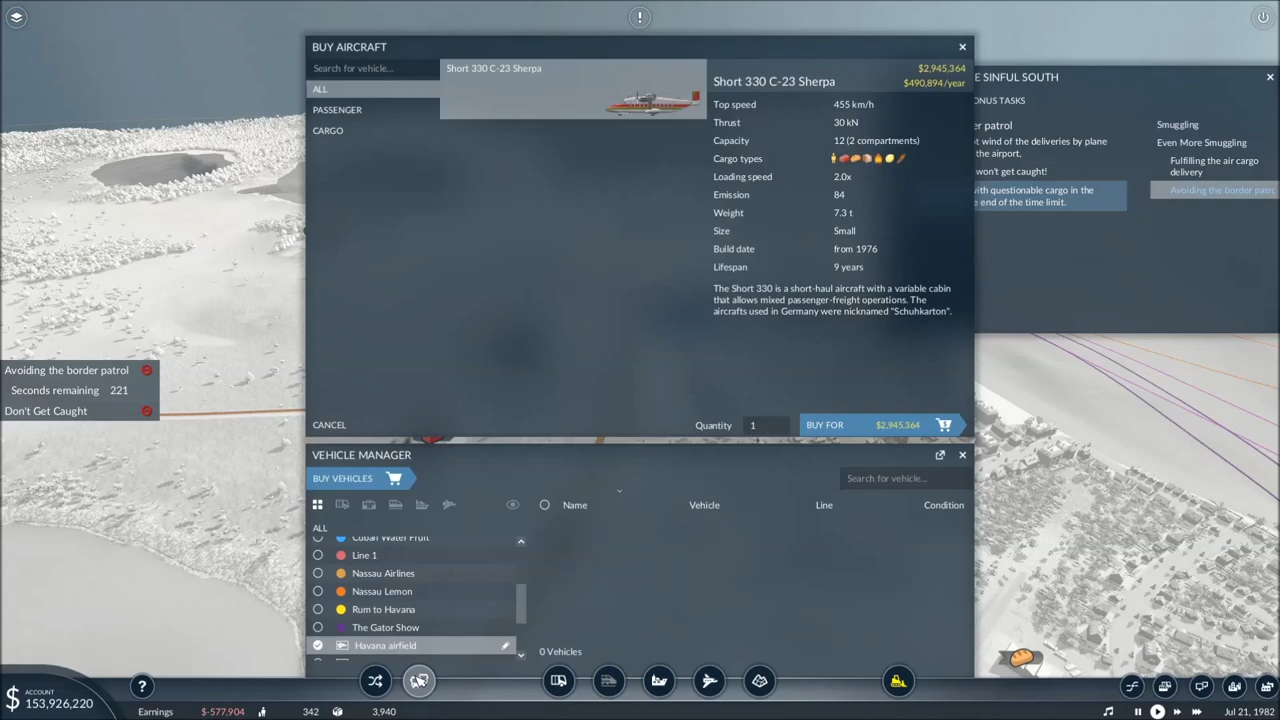 BUY AIRCRAFT
Search for vehicle...
ALL
PASSENGER
CARGO
Short 330 C-23 Sherpa
$2,945,364
Short 330 C-23 Sherpa
$490,894/year
Top speed 455 km/h
Thrust 30 kN
Capacity 12 (2 compartments)
Cargo types
Loading speed 2.0x
Emission 84
Weight 7.3 t
Size Small
Build date from 1976
Lifespan 9 years
The Short 330 is a short-haul aircraft with a variable cabin
that allows mixed passenger-freight operations. The
aircrafts used in Germany were nicknamed "Schuhkarton".
CANCEL
Quantity 1
BUY FOR $2,945,364
E SINFUL SOUTH
ONUS TASKS
er patrol
t wind of the deliveries by plane
the airport.
won't get caught!
with questionable cargo in the
e end of the time limit.
Smuggling
Even More Smuggling
Fulfilling the air cargo
delivery
Avoiding the border patro
Avoiding the border patrol
Seconds remaining 221
Don't Get Caught
VEHICLE MANAGER
BUY VEHICLES
Search for vehicle...
Name Vehicle Line Condition
ALL
Cuban Water Fruit
Line 1
Nassau Airlines
Nassau Lemon
Rum to Havana
The Gator Show
Havana airfield
0 Vehicles
$ ACCOUNT
153,926,220
?
Earnings $-577,904 342 3,940
Jul 21, 1982